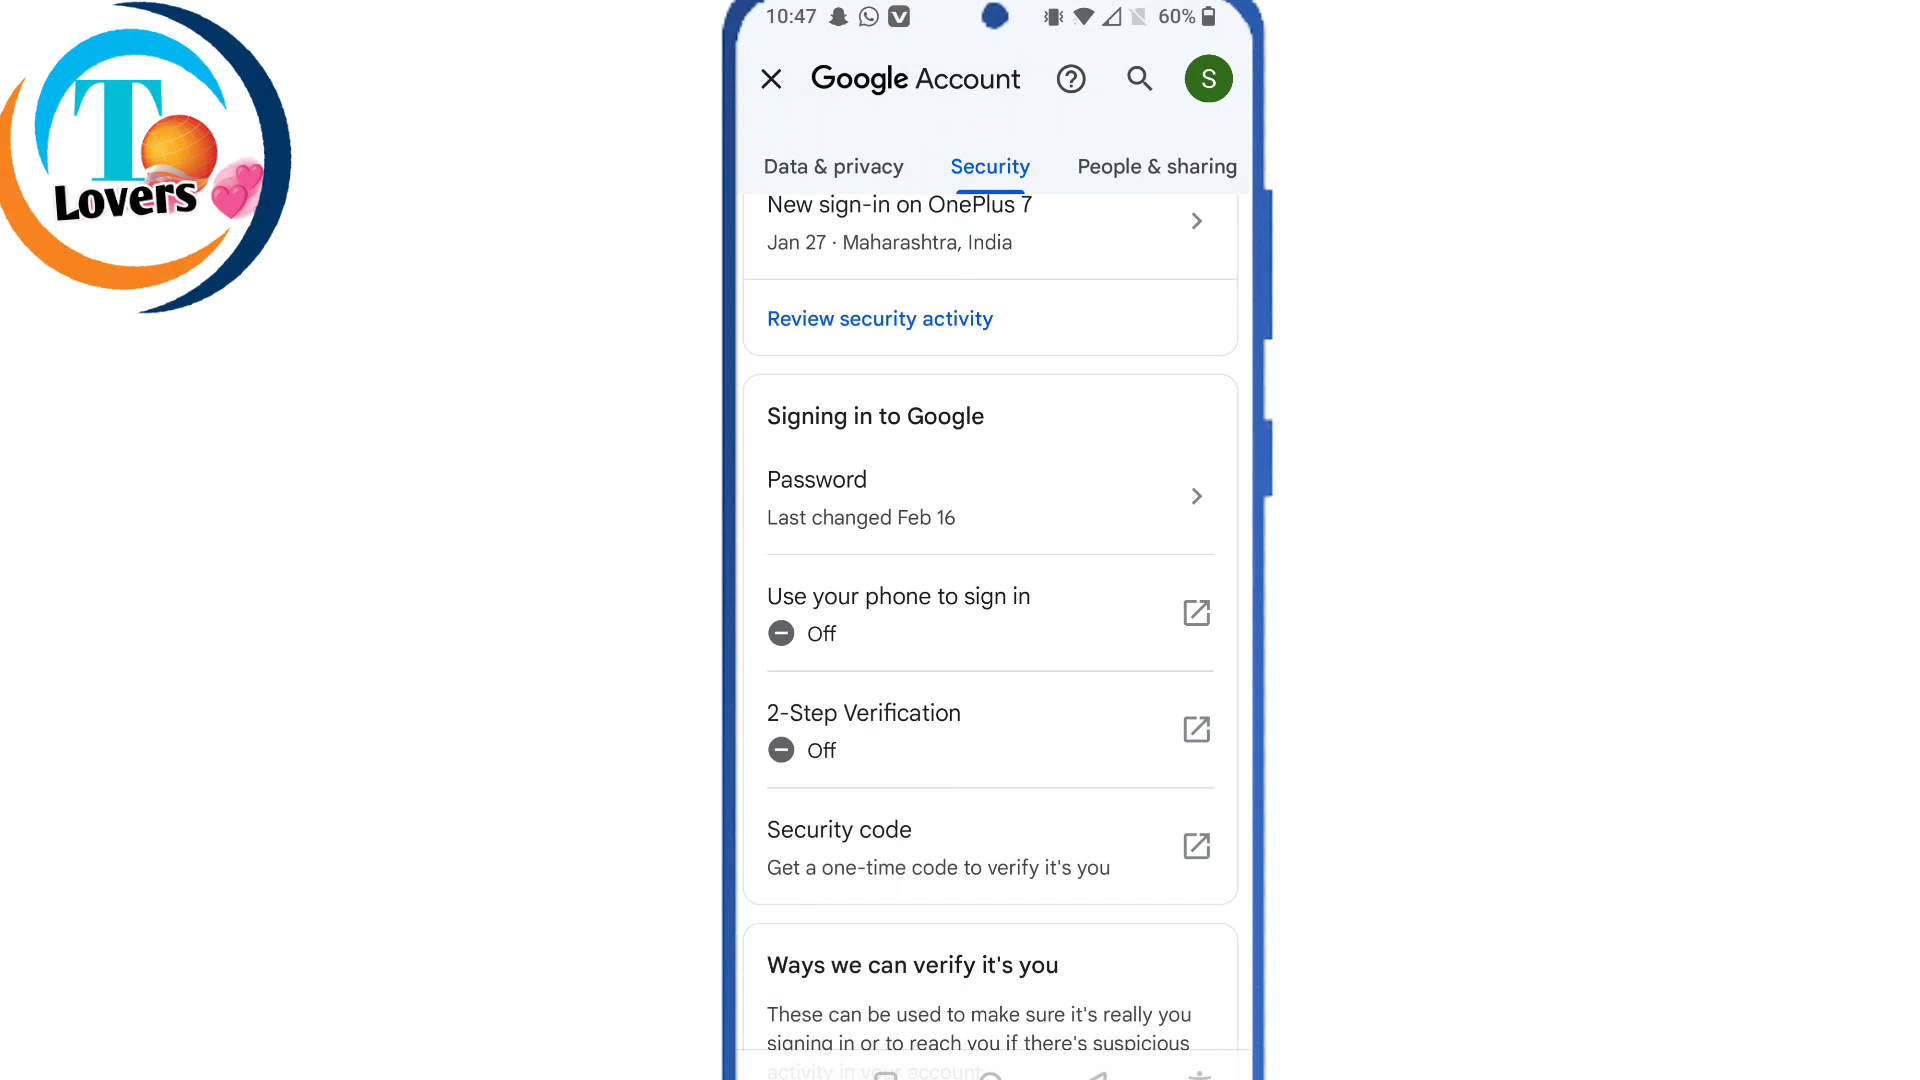 10:47
60%
T
Lovers
Google Account
S
Data & privacy
Security
People & sharing
New sign-in on OnePlus 7
Jan 27 · Maharashtra, India
Review security activity
Signing in to Google
Password
Last changed Feb 16
Use your phone to sign in
Off
2-Step Verification
Off
Security code
Get a one-time code to verify it's you
Ways we can verify it's you
These can be used to make sure it's really you
signing in or to reach you if there's suspicious
activity in your account